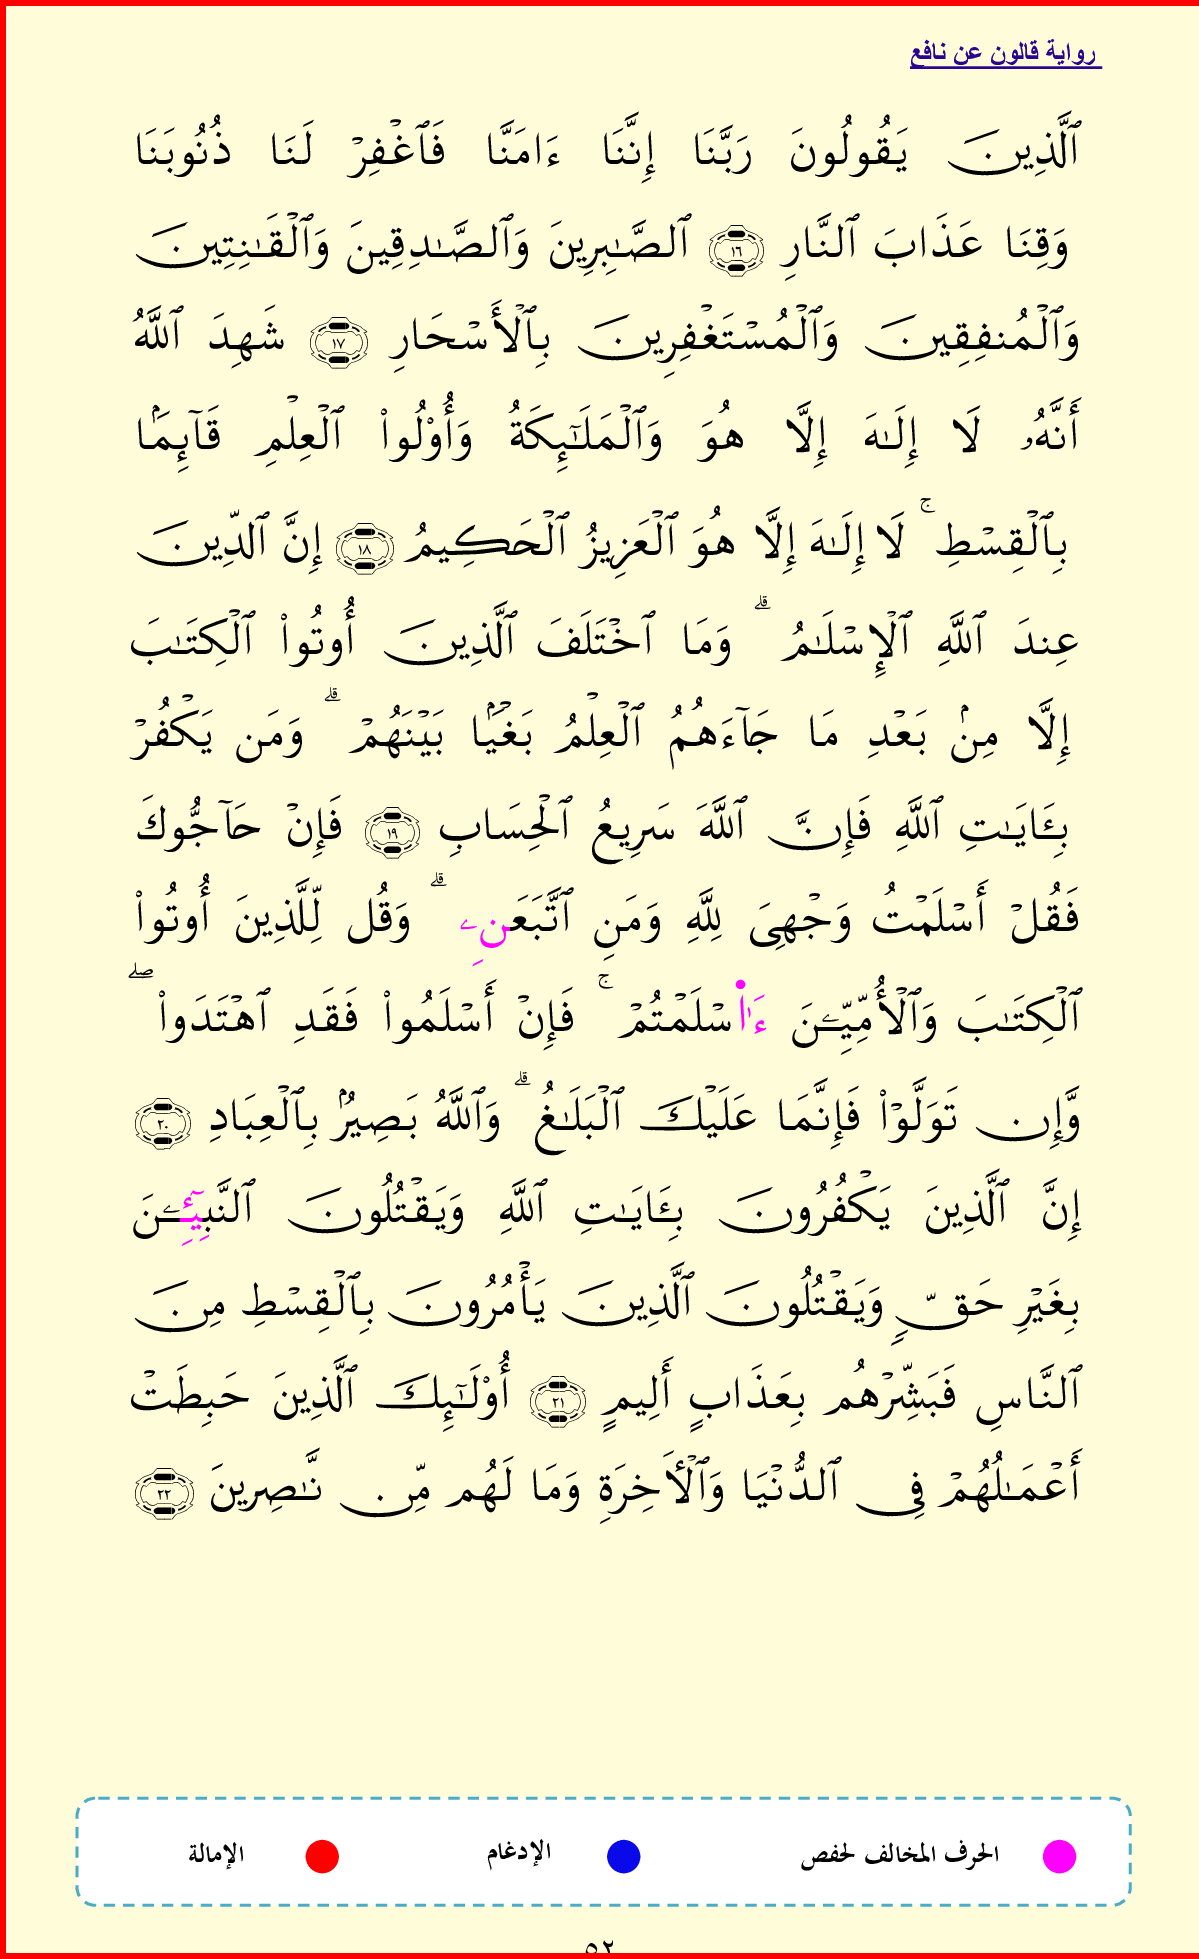 رواية قالون عن نافع
ٱلَّذِينَ يَقُولُونَ رَبَّنَا إِنَّنَا ءَامَنَّا فَٱغْفِرْ لَنَا ذُنُوبَنَا
وَقِنَا عَذَابَ ٱلنَّارِ ١٦ ٱلصَّٰبِرِينَ وَٱلصَّٰدِقِينَ وَٱلْقَٰنِتِينَ
وَٱلْمُنفِقِينَ وَٱلْمُسْتَغْفِرِينَ بِٱلْأَسْحَارِ ١٧ شَهِدَ ٱللَّهُ
أَنَّهُۥ لَا إِلَٰهَ إِلَّا هُوَ وَٱلْمَلَٰٓئِكَةُ وَأُوْلُواْ ٱلْعِلْمِ قَآئِمَۢا
بِٱلْقِسْطِ ۚ لَا إِلَٰهَ إِلَّا هُوَ ٱلْعَزِيزُ ٱلْحَكِيمُ ١٨ إِنَّ ٱلدِّينَ
عِندَ ٱللَّهِ ٱلْإِسْلَٰمُ ۗ وَمَا ٱخْتَلَفَ ٱلَّذِينَ أُوتُواْ ٱلْكِتَٰبَ
إِلَّا مِنۢ بَعْدِ مَا جَآءَهُمُ ٱلْعِلْمُ بَغْيَۢا بَيْنَهُمْ ۗ وَمَن يَكْفُرْ
بِـَٔايَٰتِ ٱللَّهِ فَإِنَّ ٱللَّهَ سَرِيعُ ٱلْحِسَابِ ١٩ فَإِنْ حَآجُّوكَ
فَقُلْ أَسْلَمْتُ وَجْهِىَ لِلَّهِ وَمَنِ ٱتَّبَعَنِۦ ۗ وَقُل لِّلَّذِينَ أُوتُواْ
ٱلْكِتَٰبَ وَٱلْأُمِّيِّـۧنَ ءَا۬سْلَمْتُمْ ۚ فَإِنْ أَسْلَمُواْ فَقَدِ ٱهْتَدَواْ ۖ
وَّإِن تَوَلَّوْاْ فَإِنَّمَا عَلَيْكَ ٱلْبَلَٰغُ ۗ وَٱللَّهُ بَصِيرُۢ بِٱلْعِبَادِ ٢٠
إِنَّ ٱلَّذِينَ يَكْفُرُونَ بِـَٔايَٰتِ ٱللَّهِ وَيَقْتُلُونَ ٱلنَّبِيٓـِٔۧنَ
بِغَيْرِ حَقٍّ وَيَقْتُلُونَ ٱلَّذِينَ يَأْمُرُونَ بِٱلْقِسْطِ مِنَ
ٱلنَّاسِ فَبَشِّرْهُم بِعَذَابٍ أَلِيمٍ ٢١ أُوْلَٰٓئِكَ ٱلَّذِينَ حَبِطَتْ
أَعْمَٰلُهُمْ فِى ٱلدُّنْيَا وَٱلْأَخِرَةِ وَمَا لَهُم مِّن نَّٰصِرِينَ ٢٢
الحرف المخالف لحفص الإدغام الإمالة
٥٢